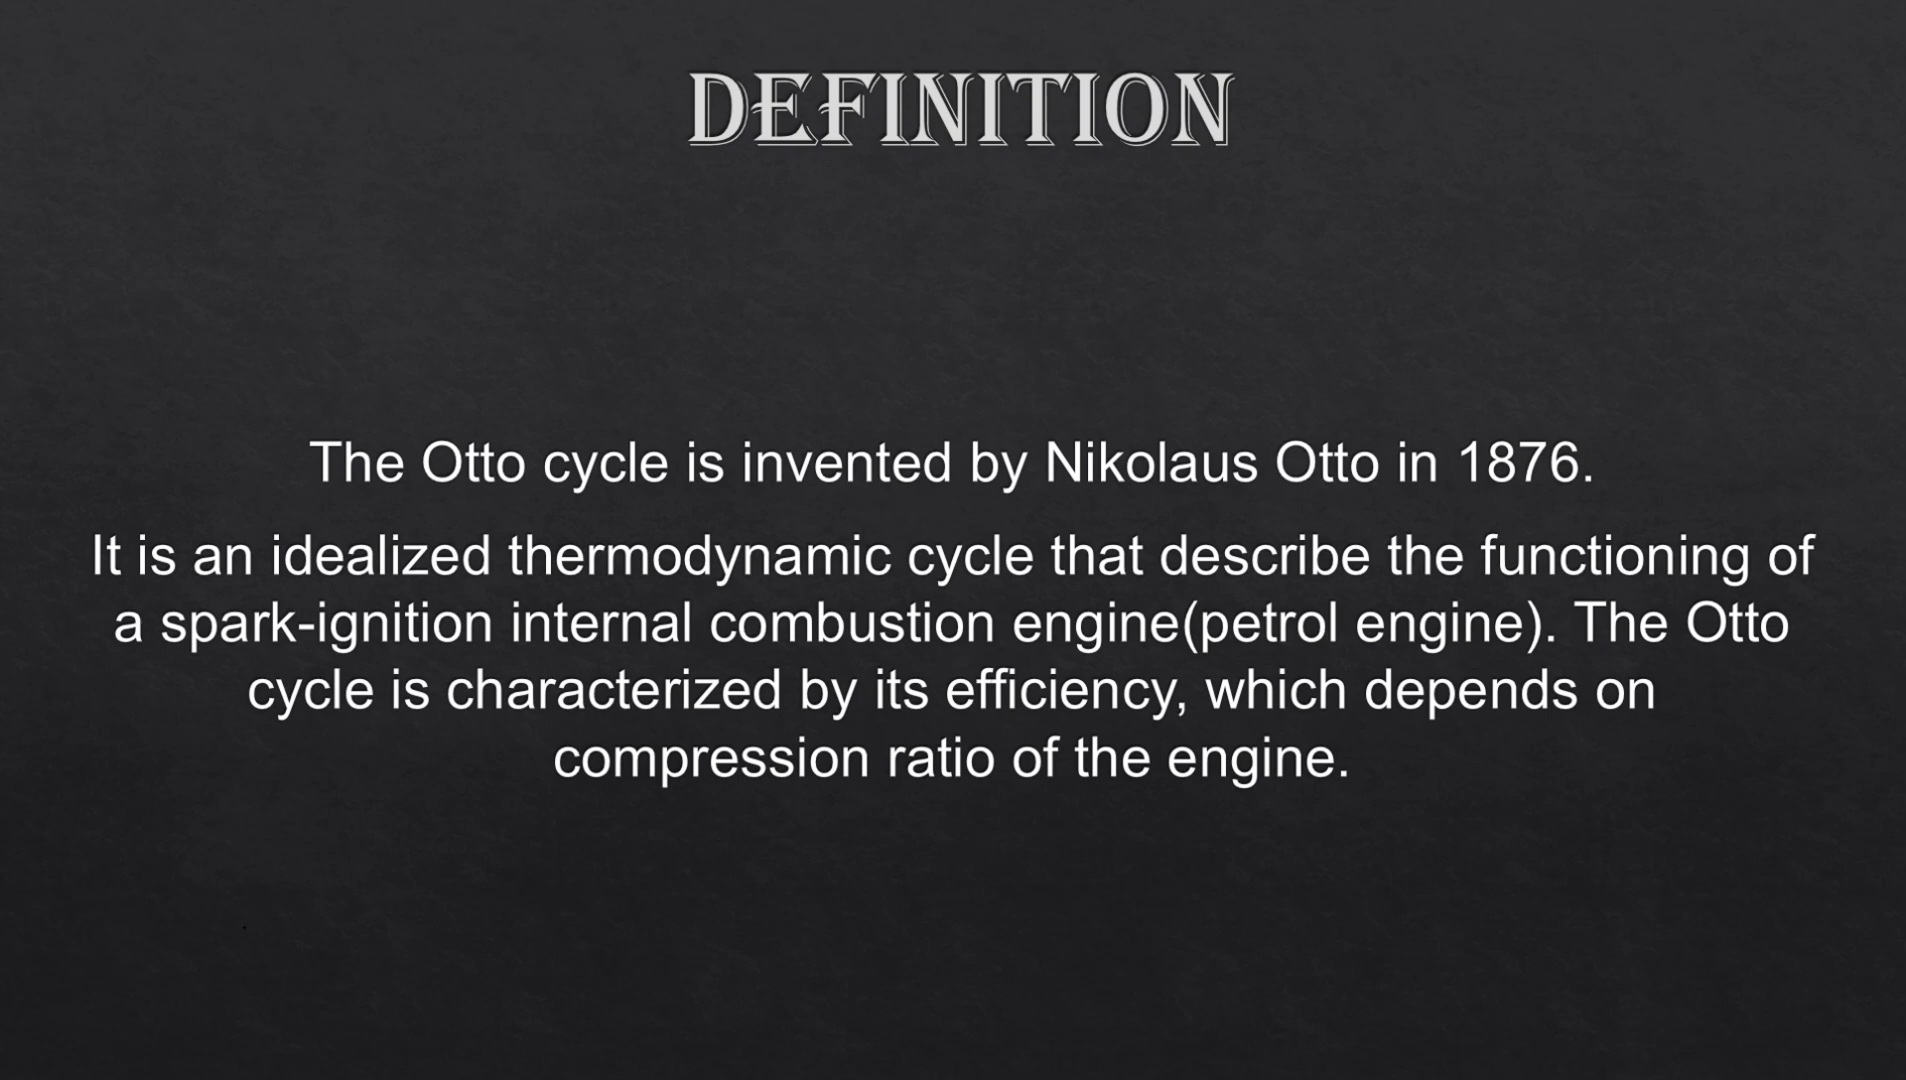 DEFINITION
The Otto cycle is invented by Nikolaus Otto in 1876.
It is an idealized thermodynamic cycle that describe the functioning of
a spark-ignition internal combustion engine(petrol engine). The Otto
cycle is characterized by its efficiency, which depends on
compression ratio of the engine.